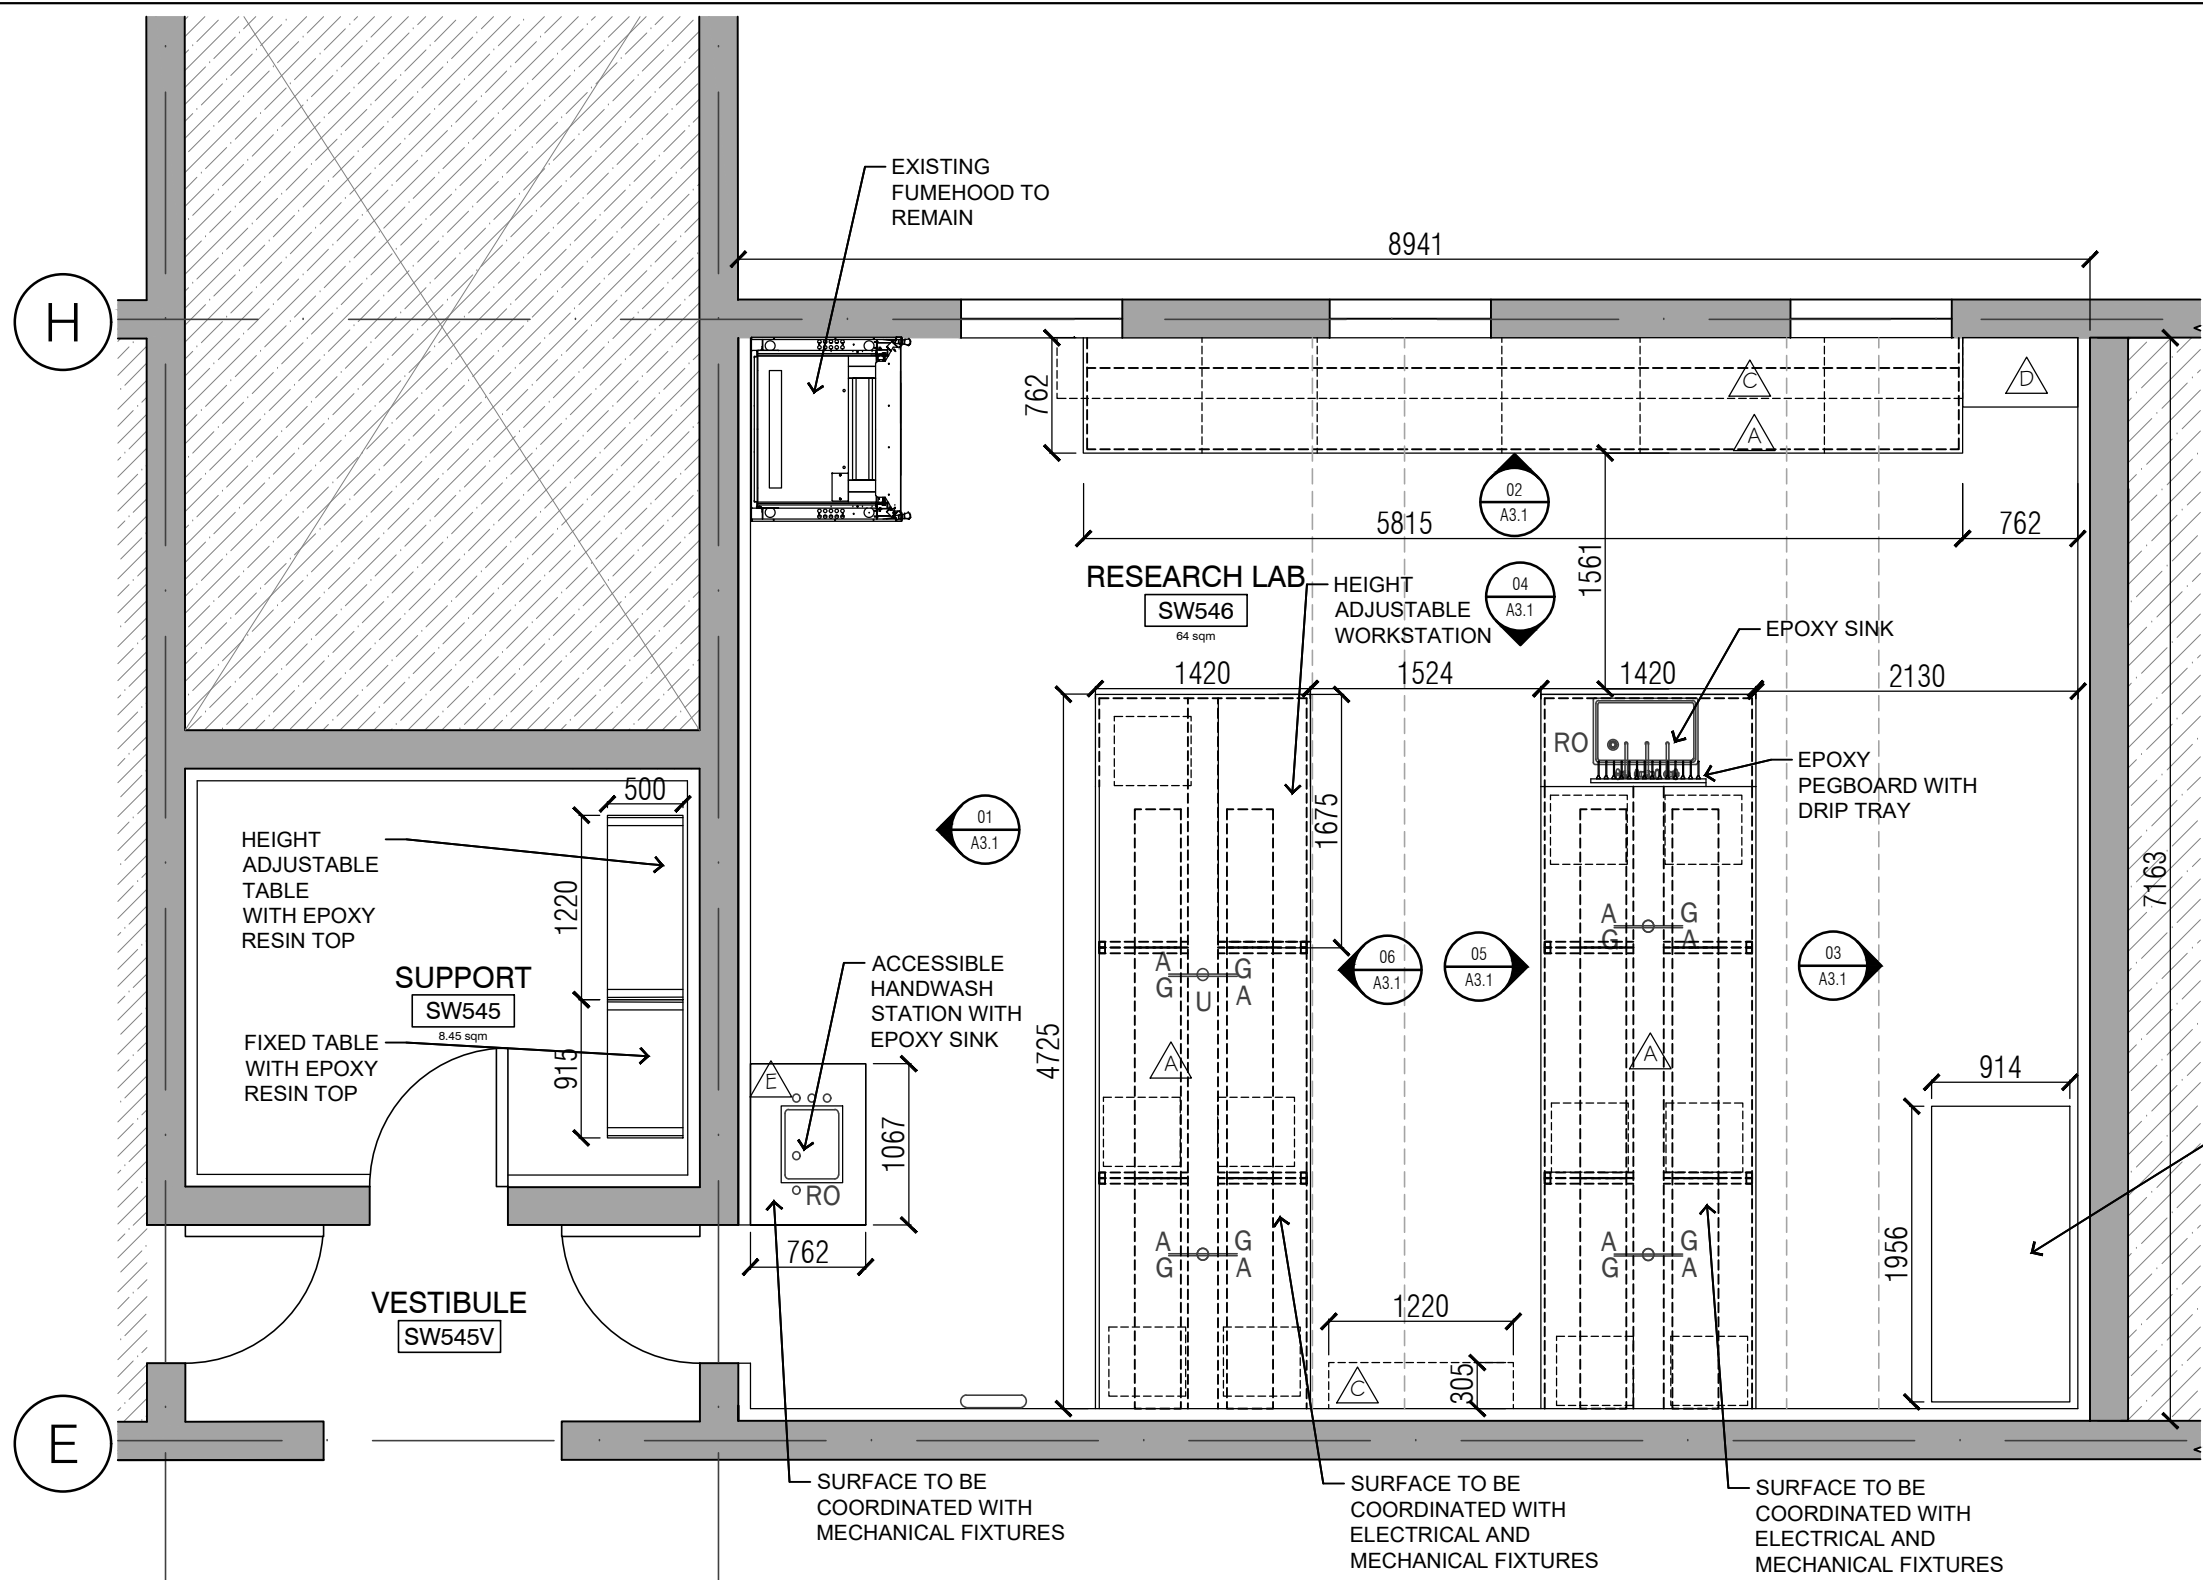 EXISTING
FUMEHOOD TO
REMAIN
8941
H
762
C
A
D
02
A3.1
5815
762
1561
RESEARCH LAB
SW546
64 sqm
HEIGHT
ADJUSTABLE
WORKSTATION
04
A3.1
EPOXY SINK
1420
1524
1420
2130
RO
EPOXY
PEGBOARD WITH
DRIP TRAY
500
HEIGHT
ADJUSTABLE
TABLE
WITH EPOXY
RESIN TOP
1220
01
A3.1
1675
7163
A G
G A
SUPPORT
SW545
8.45 sqm
FIXED TABLE
WITH EPOXY
RESIN TOP
915
ACCESSIBLE
HANDWASH
STATION WITH
EPOXY SINK
A G
G U A
06
A3.1
05
A3.1
03
A3.1
4725
A
A
914
E
1067
RO
762
A G
G A
A G
G A
1956
VESTIBULE
SW545V
1220
C
305
E
SURFACE TO BE
COORDINATED WITH
MECHANICAL FIXTURES
SURFACE TO BE
COORDINATED WITH
ELECTRICAL AND
MECHANICAL FIXTURES
SURFACE TO BE
COORDINATED WITH
ELECTRICAL AND
MECHANICAL FIXTURES